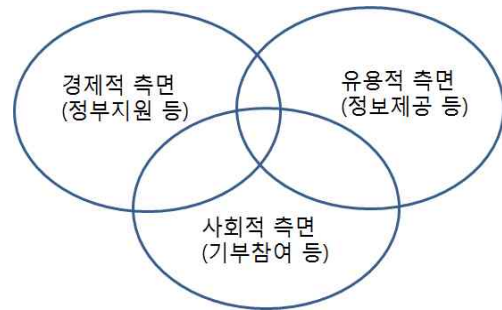 경제적 측면
(정부지원 등)
유용적 측면
(정보제공 등)
사회적 측면
(기부참여 등)